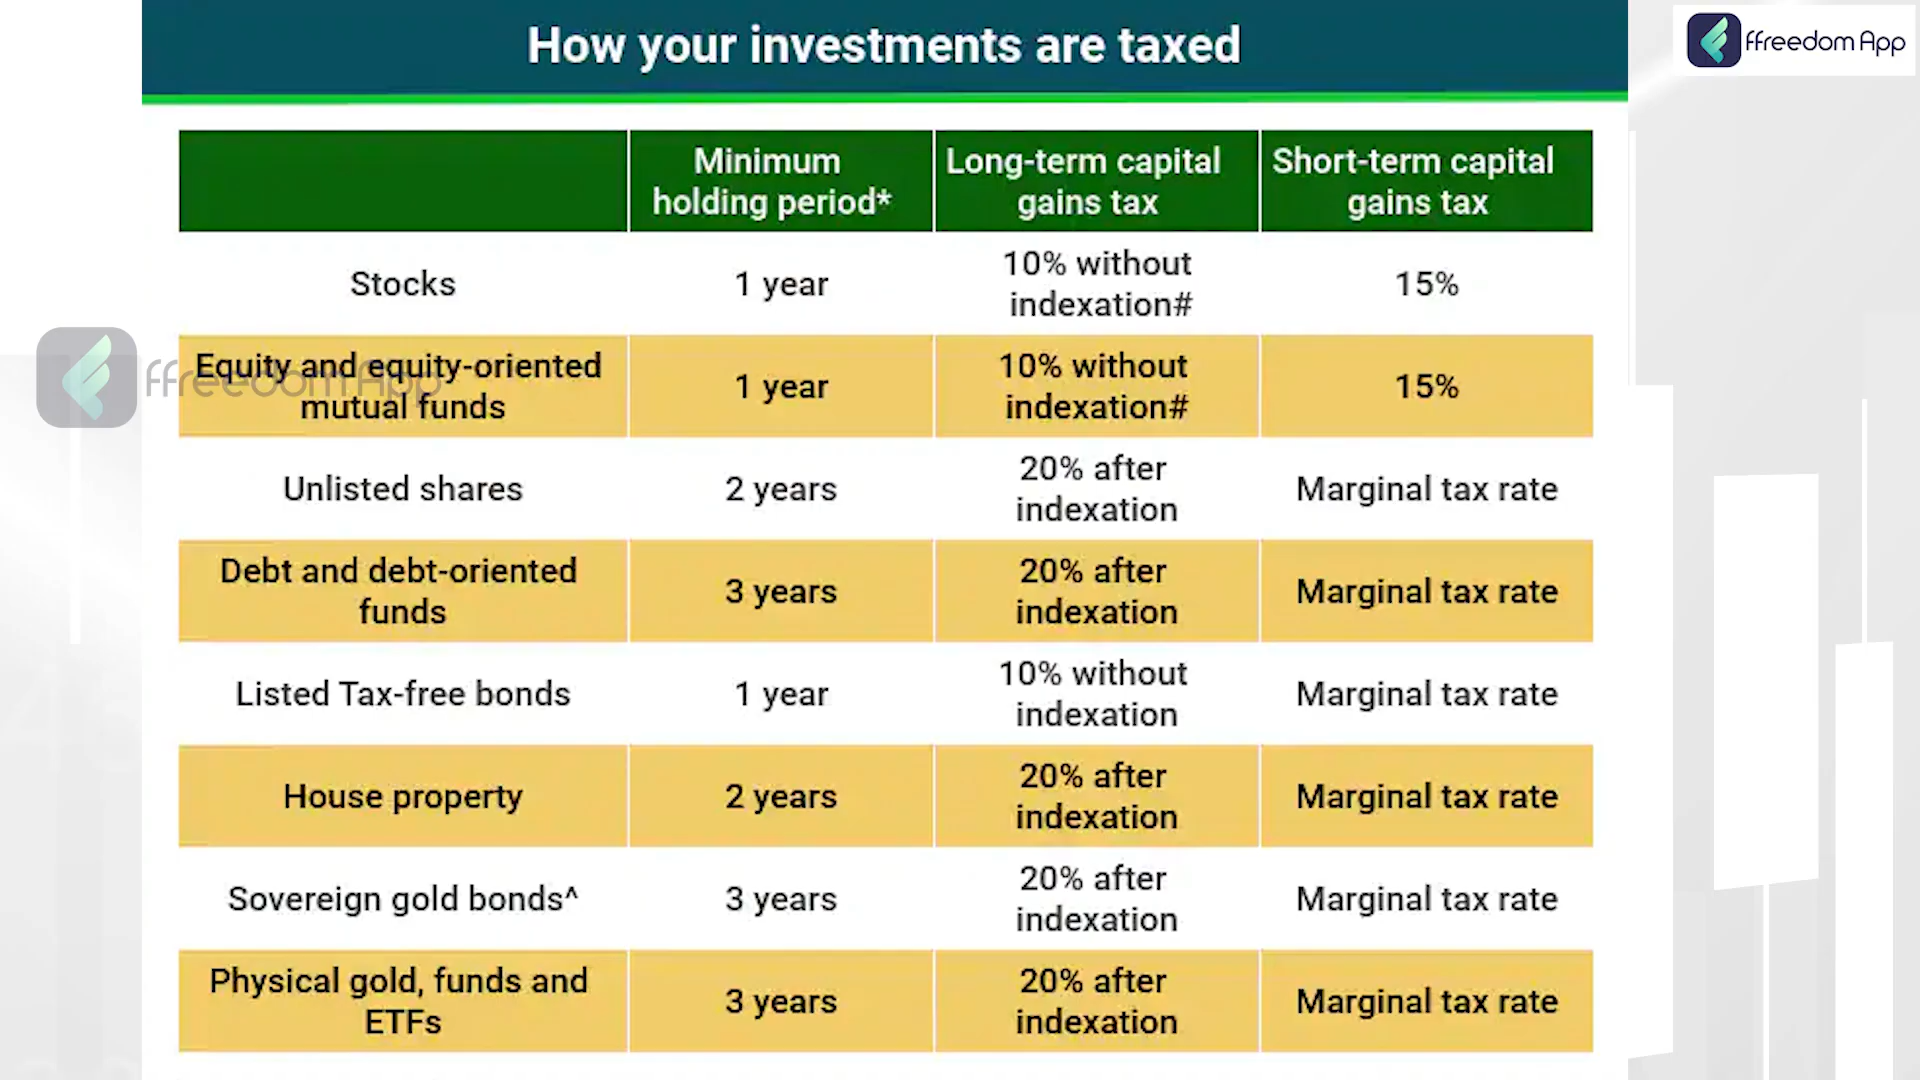 How your investments are taxed
ffreedom App
Minimum
holding period*
Long-term capital
gains tax
Short-term capital
gains tax
Stocks
1 year
10% without
indexation#
15%
ffreedom App
Equity and equity-oriented
mutual funds
1 year
10% without
indexation#
15%
Unlisted shares
2 years
20% after
indexation
Marginal tax rate
Debt and debt-oriented
funds
3 years
20% after
indexation
Marginal tax rate
Listed Tax-free bonds
1 year
10% without
indexation
Marginal tax rate
House property
2 years
20% after
indexation
Marginal tax rate
Sovereign gold bonds^
3 years
20% after
indexation
Marginal tax rate
Physical gold, funds and
ETFs
3 years
20% after
indexation
Marginal tax rate